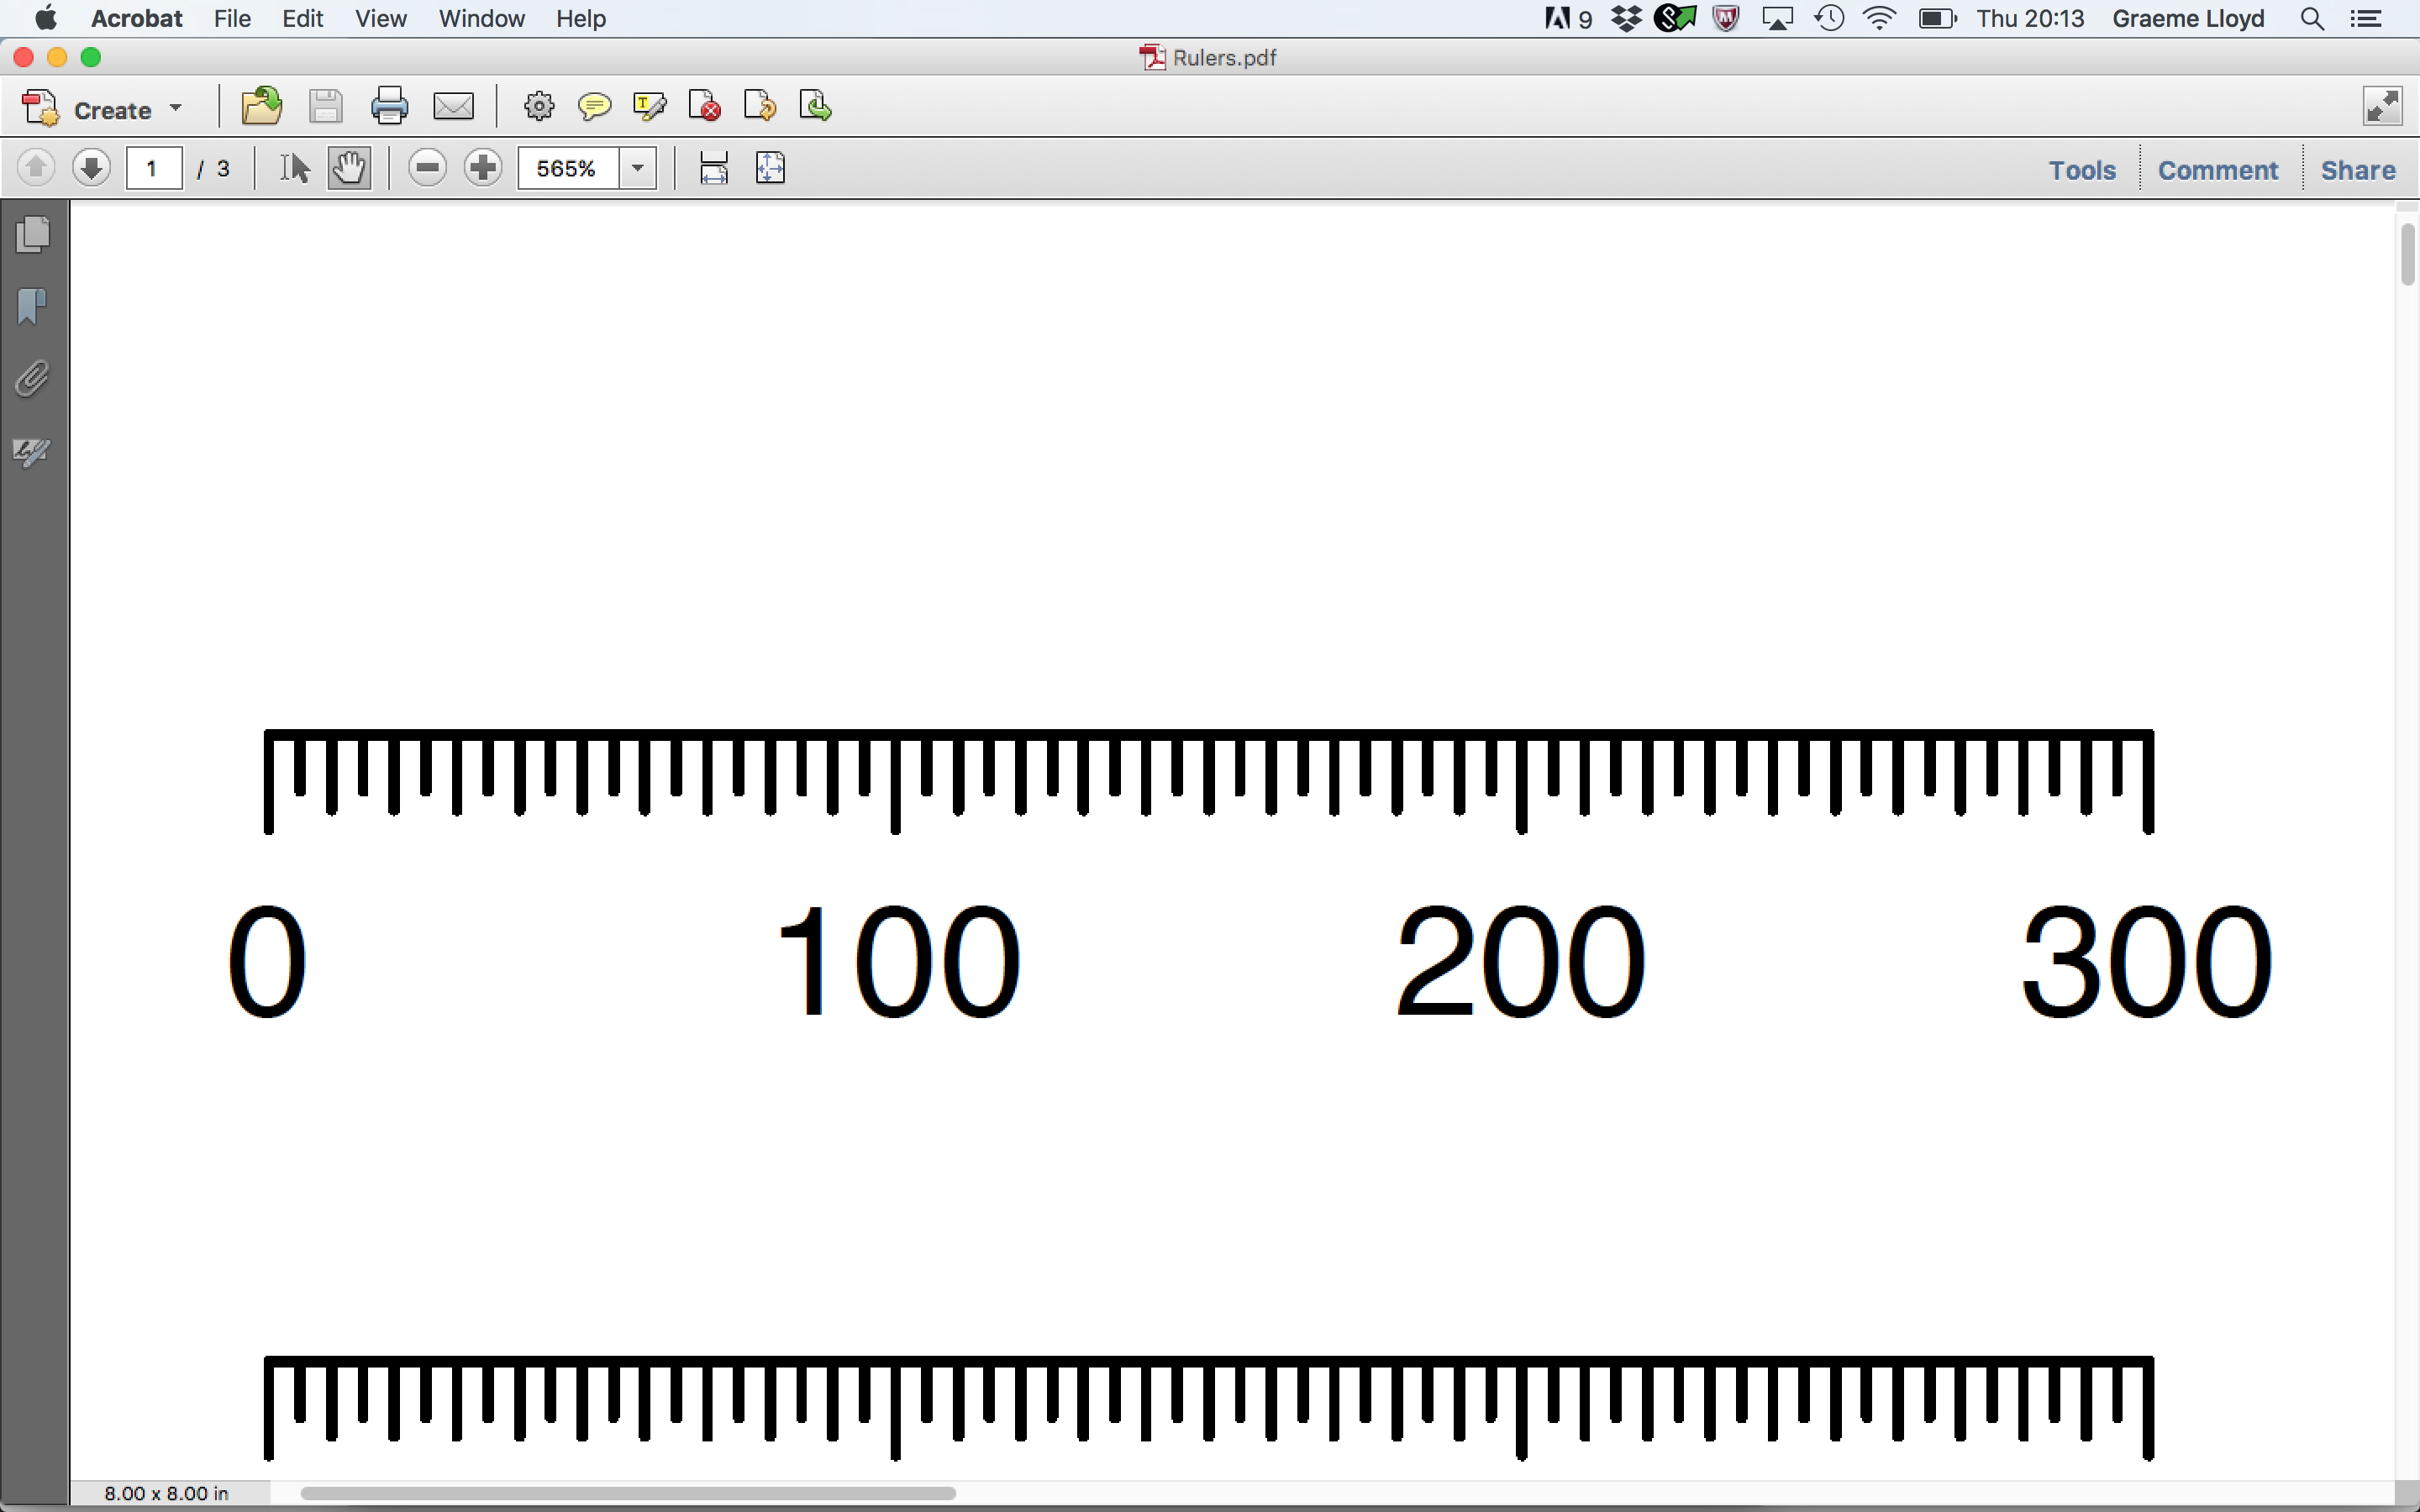 Acrobat File Edit View Window Help 9 Thu 20:13 Graeme Lloyd
Rulers.pdf
Create
1 / 3 565% Tools Comment Share
0 100 200 300
8.00 x 8.00 in